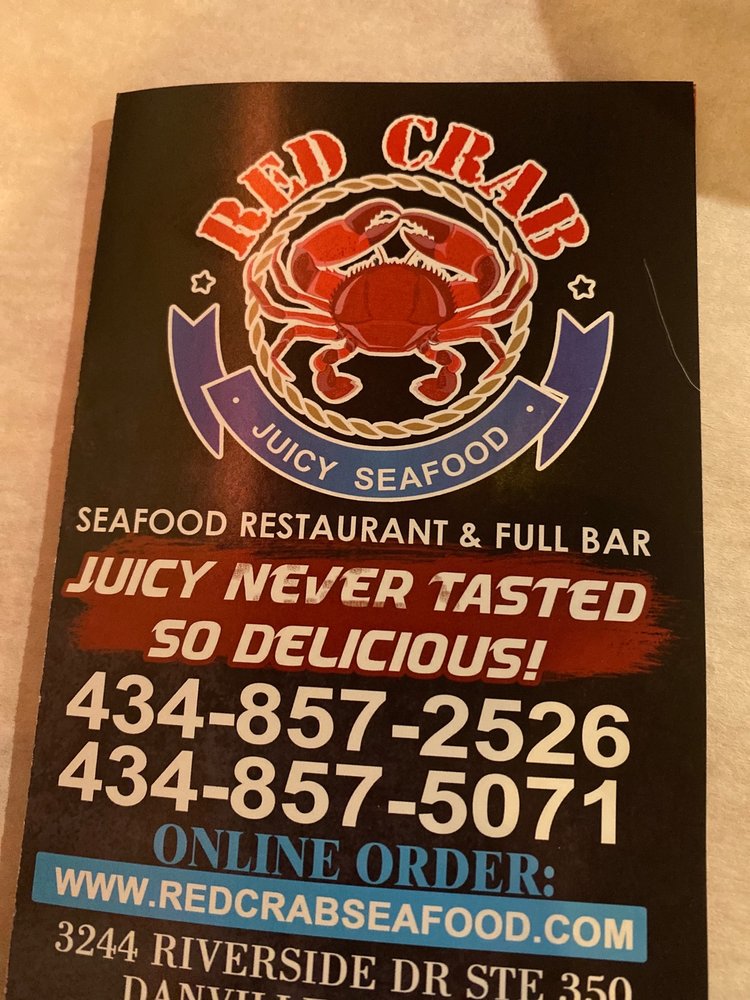 RED CRAB
JUICY SEAFOOD
SEAFOOD RESTAURANT & FULL BAR
JUICY NEVER TASTED
SO DELICIOUS!
434-857-2526
434-857-5071
ONLINE ORDER:
WWW.REDCRABSEAFOOD.COM
3244 RIVERSIDE DR STE 350
DANVILLE